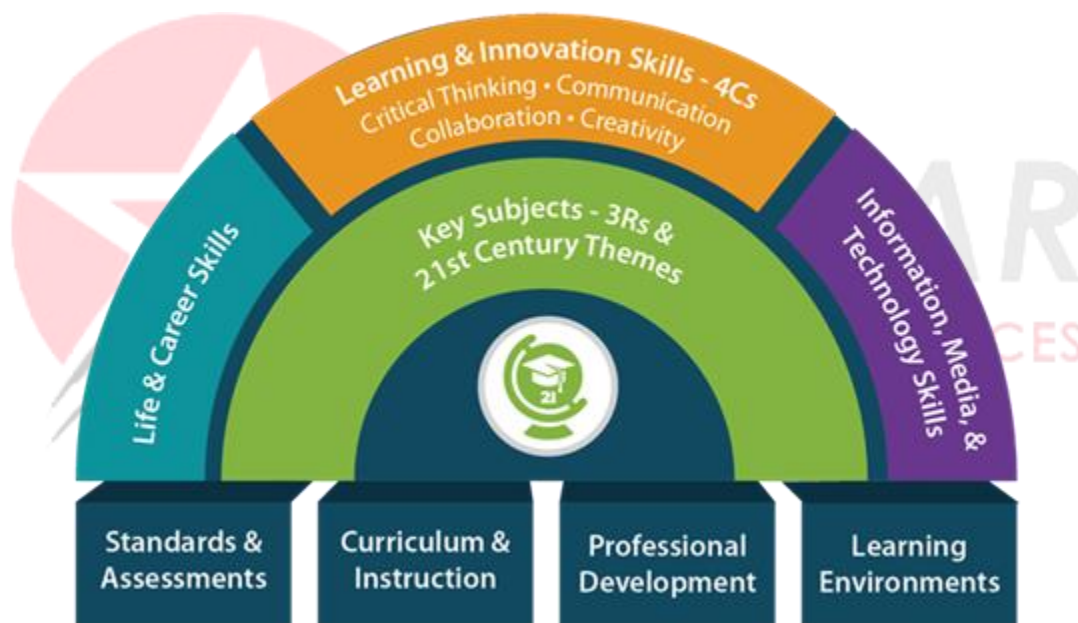 Learning & Innovation Skills - 4Cs
Critical Thinking • Communication
Collaboration • Creativity
Life & Career Skills
Key Subjects - 3Rs &
21st Century Themes
Information, Media, &
Technology Skills
21
Standards &
Assessments
Curriculum &
Instruction
Professional
Development
Learning
Environments